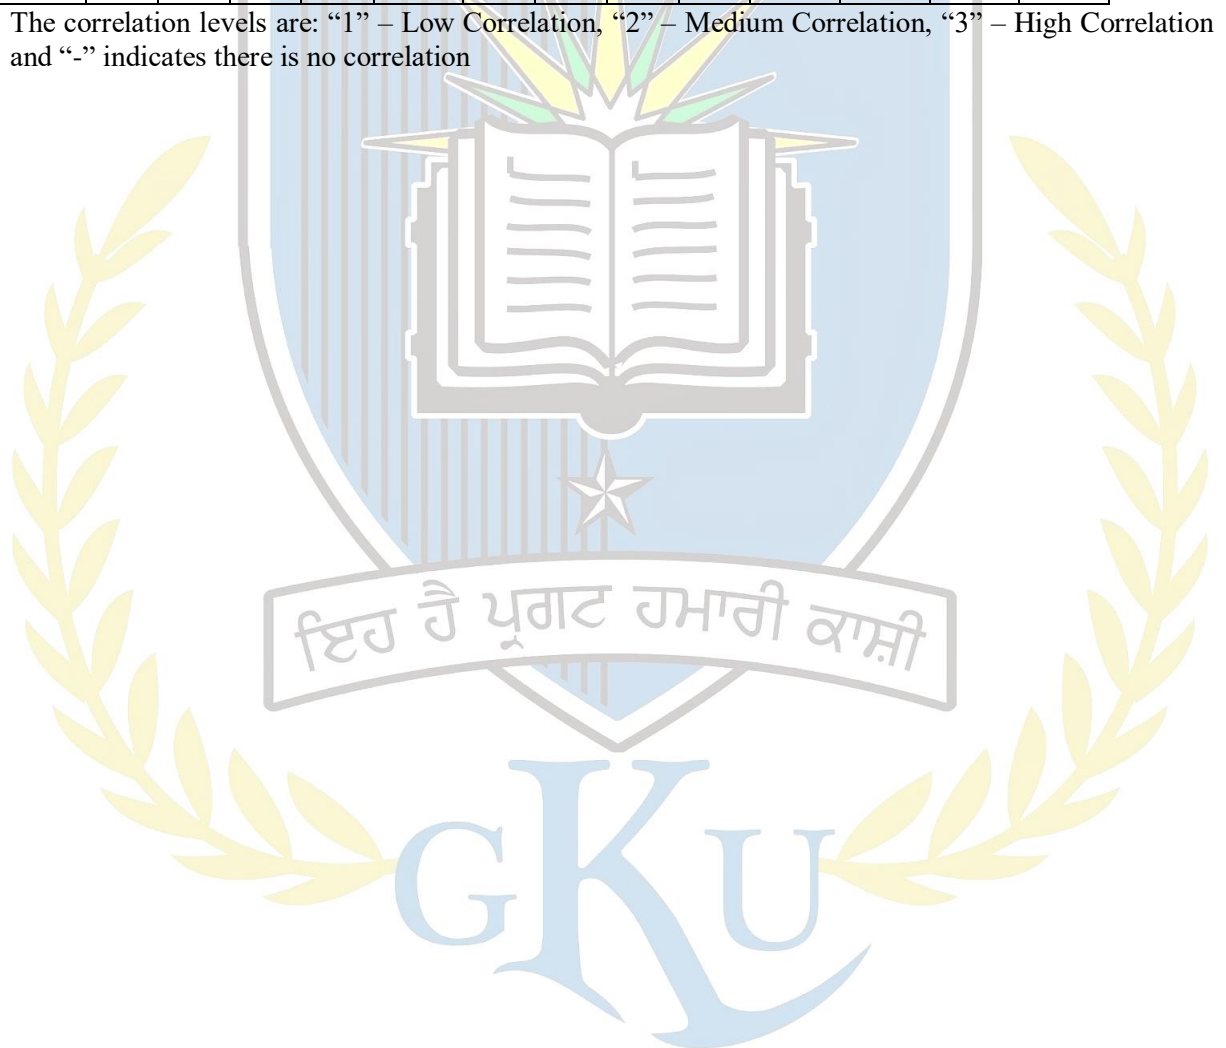 The correlation levels are: “1” – Low Correlation, “2” – Medium Correlation, “3” – High Correlation
and “-” indicates there is no correlation
ਇਹ ਹੈ ਪ੍ਰਗਟ ਹਮਾਰੀ ਕਾਸ਼ੀ
GKU